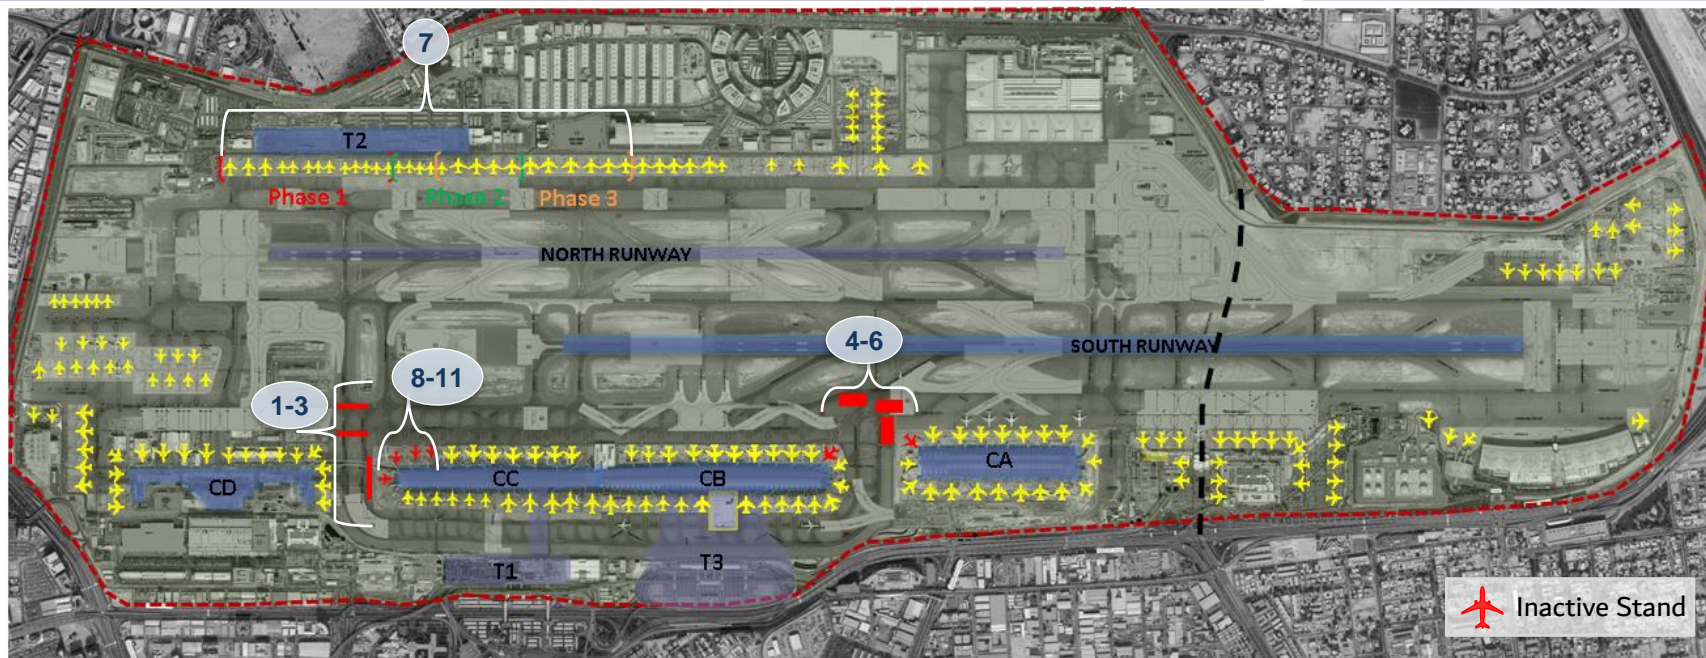 7
T2
Phase 1
Phase 2
Phase 3
NORTH RUNWAY
4-6
SOUTH RUNWAY
8-11
1-3
CD
CC
CB
CA
T1
T3
Inactive Stand